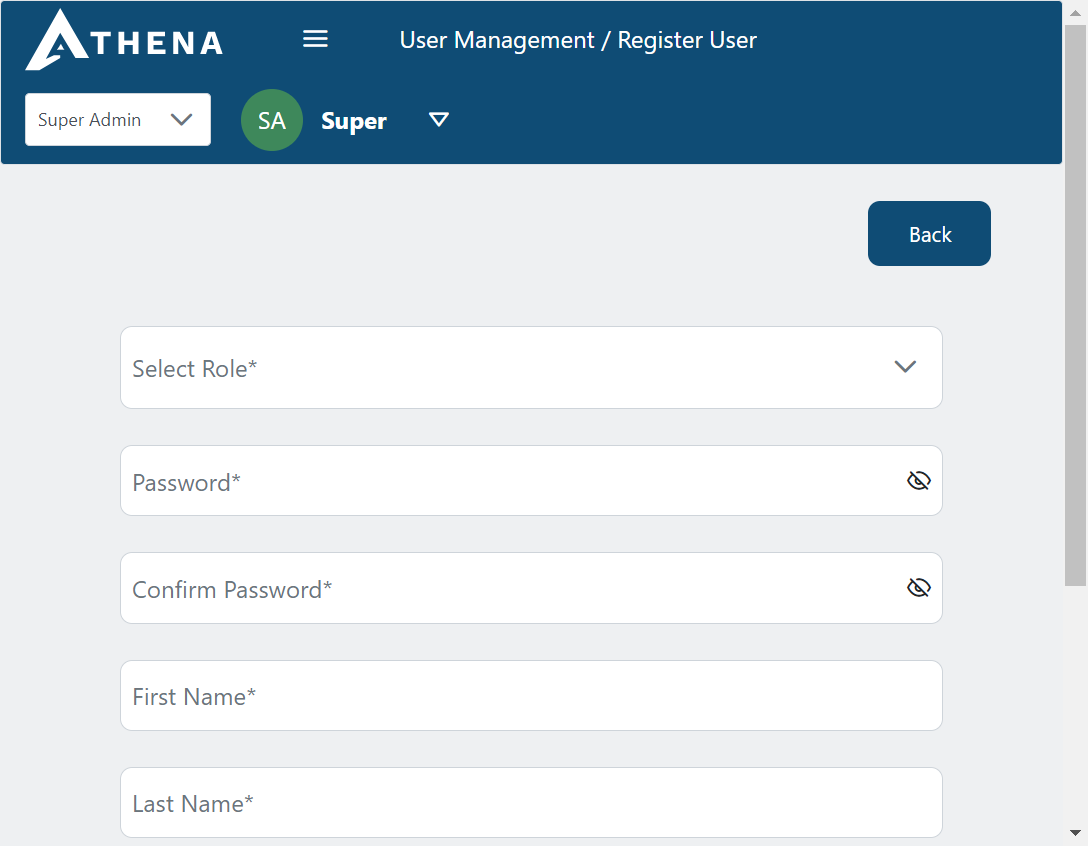 ATHENA
User Management / Register User
Super Admin
SA
Super
Back
Select Role*
Password*
Confirm Password*
First Name*
Last Name*